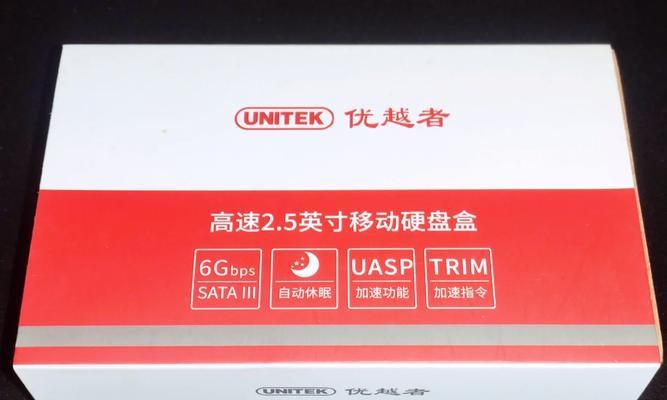 UNITEK 优越者
高速2.5英寸移动硬盘盒
6Gbps
SATA III
自动休眠
UASP
加速功能
TRIM
加速指令
UNITEK 优越者